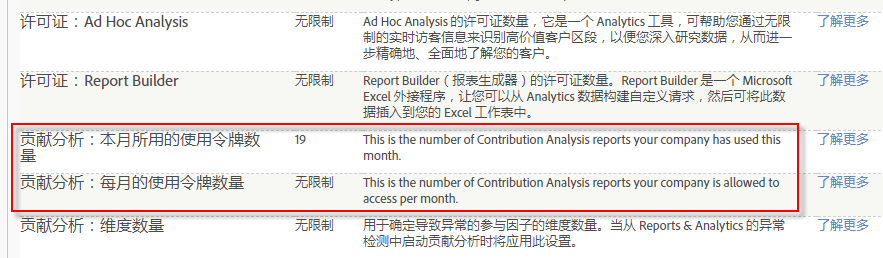 许可证：Ad Hoc Analysis 无限制 Ad Hoc Analysis 的许可证数量，它是一个 Analytics 工具，可帮助您通过无限 了解更多
制的实时访客信息来识别高价值客户区段，以便您深入研究数据，从而进一
步精确地、全面地了解您的客户。
许可证：Report Builder 无限制 Report Builder（报表生成器）的许可证数量。Report Builder 是一个 Microsoft 了解更多
Excel 外接程序，让您可以从 Analytics 数据构建自定义请求，然后可将此数
据插入到您的 Excel 工作表中。
贡献分析：本月所用的使用令牌数 19 This is the number of Contribution Analysis reports your company has used this 了解更多
量 month.
贡献分析：每月的使用令牌数量 无限制 This is the number of Contribution Analysis reports your company is allowed to 了解更多
access per month.
贡献分析：维度数量 无限制 用于确定导致异常的参与因子的维度数量。当从 Reports & Analytics 的异常 了解更多
检测中启动贡献分析时将应用此设置。